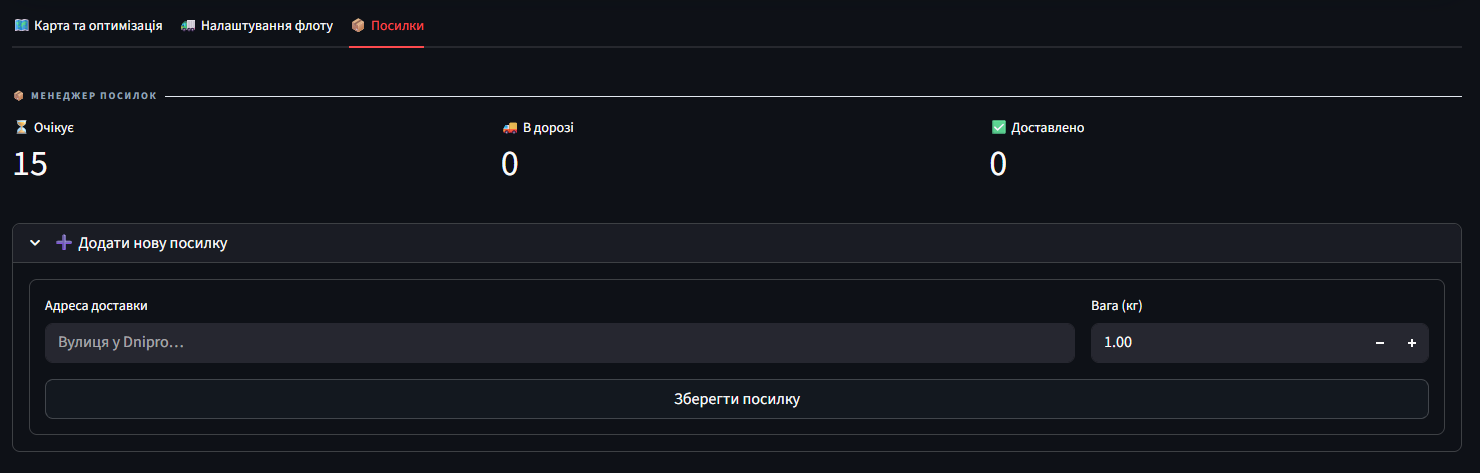 Карта та оптимізація Налаштування флоту Посилки
МЕНЕДЖЕР ПОСИЛОК
Очікує В дорозі Доставлено
15 0 0
Додати нову посилку
Адреса доставки Вага (кг)
Вулиця у Dnipro... 1.00 − +
Зберегти посилку